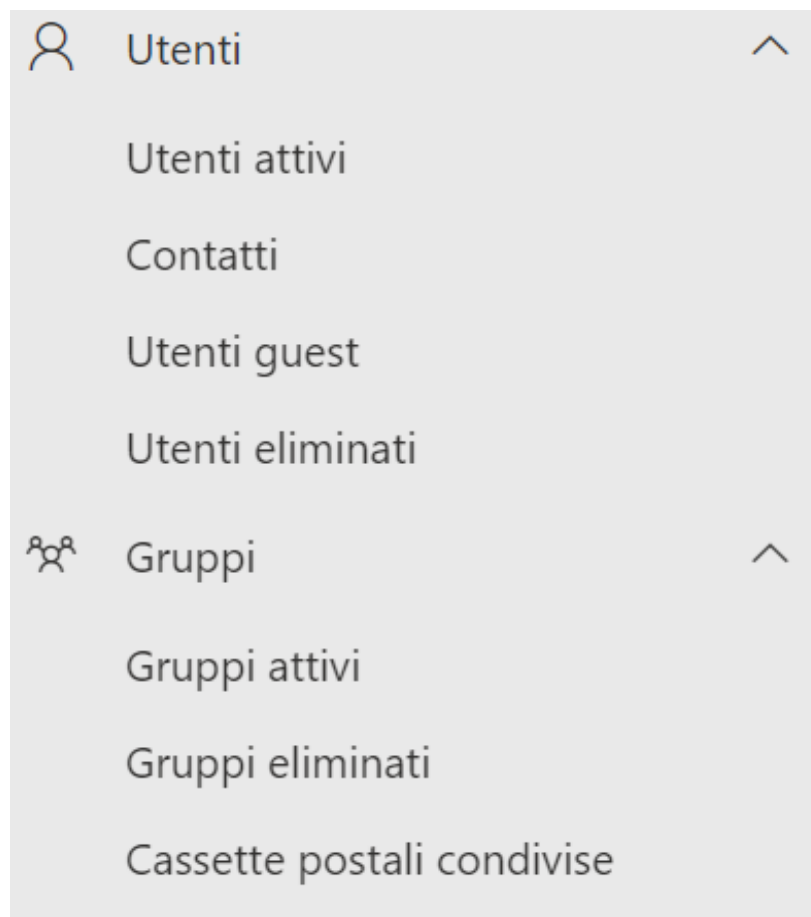 Utenti
Utenti attivi
Contatti
Utenti guest
Utenti eliminati
Gruppi
Gruppi attivi
Gruppi eliminati
Cassette postali condivise